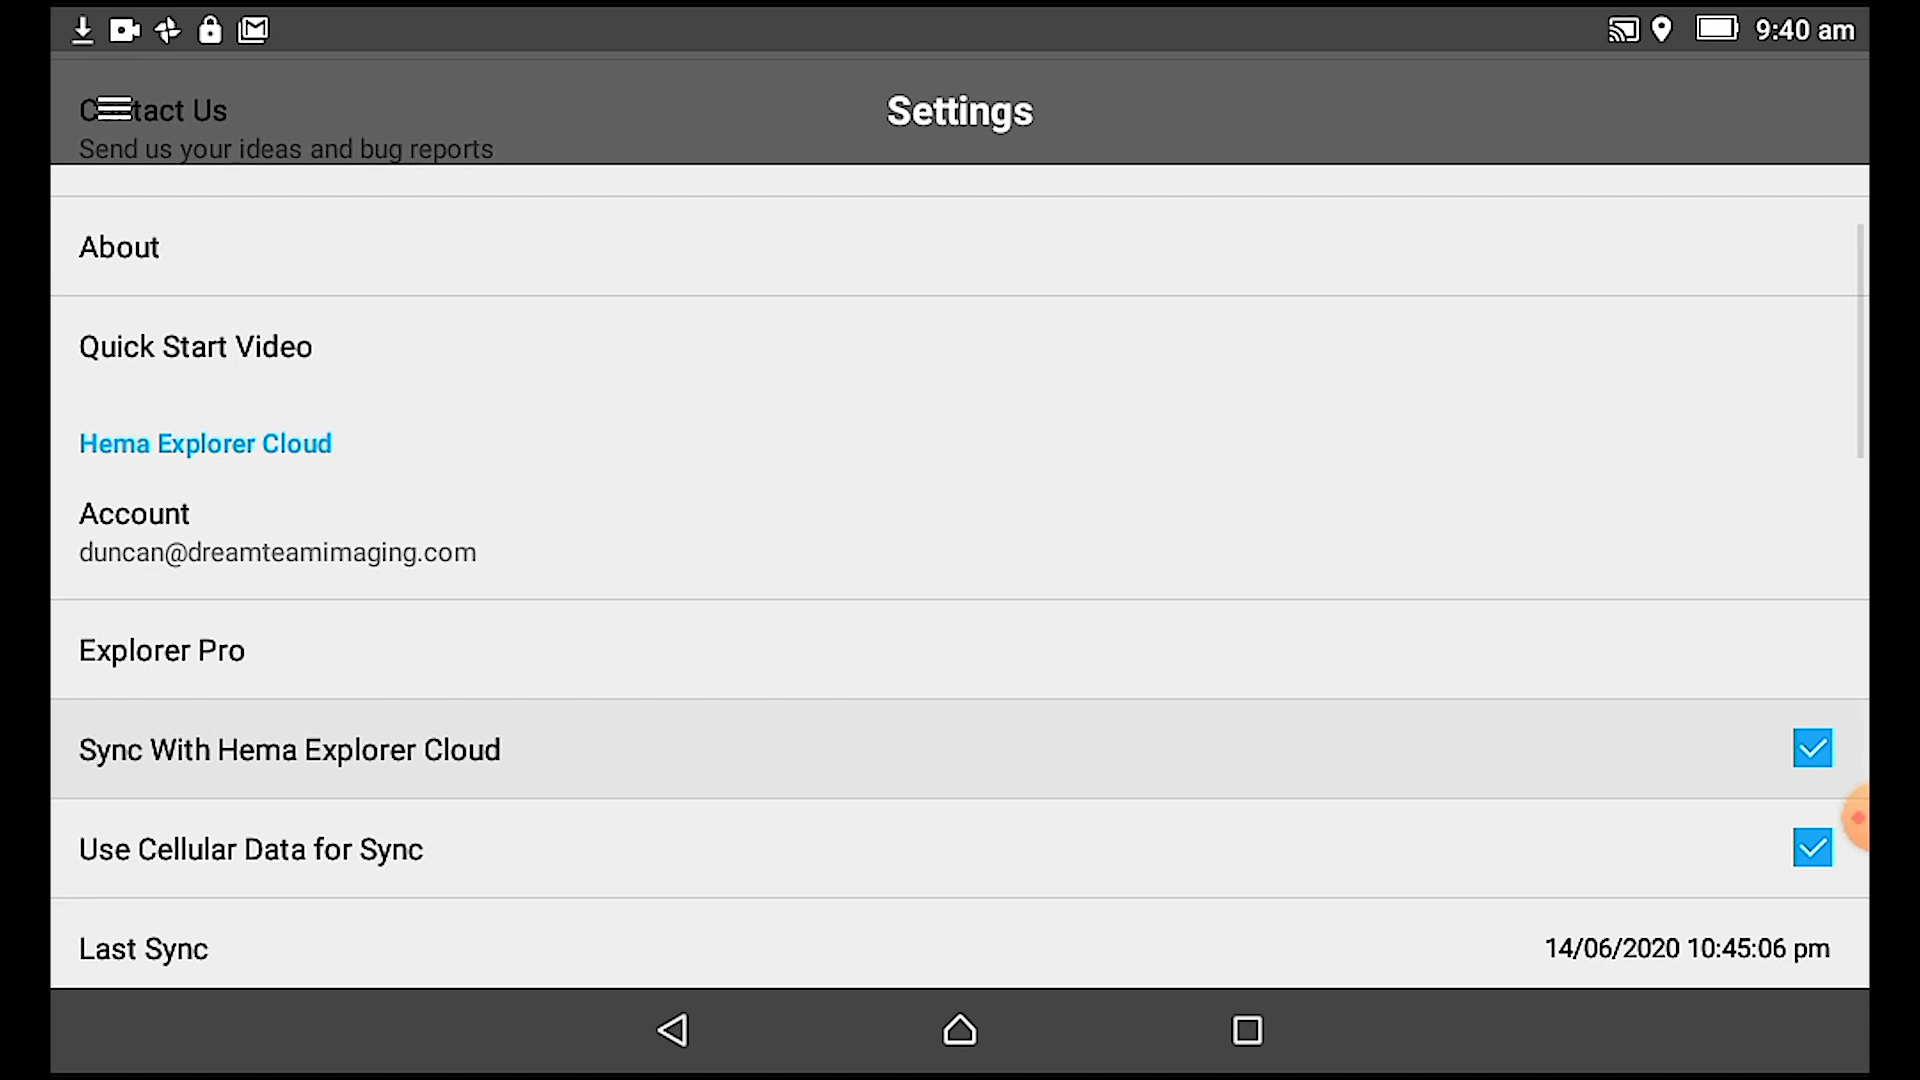 9:40 am
Settings
Contact Us
Send us your ideas and bug reports
About
Quick Start Video
Hema Explorer Cloud
Account
duncan@dreamteamimaging.com
Explorer Pro
Sync With Hema Explorer Cloud
Use Cellular Data for Sync
Last Sync 14/06/2020 10:45:06 pm